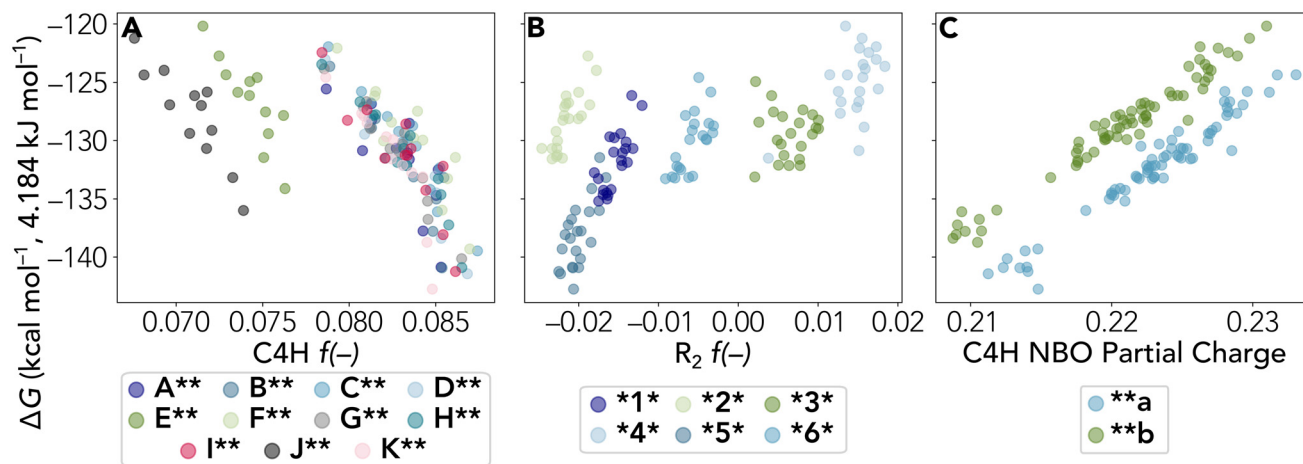 A
B
C
ΔG (kcal mol⁻¹, 4.184 kJ mol⁻¹)
−120
−125
−130
−135
−140
0.070 0.075 0.080 0.085
−0.02 −0.01 0.00 0.01 0.02
0.21 0.22 0.23
C4H f(–)
R₂ f(–)
C4H NBO Partial Charge
A** B** C** D**
E** F** G** H**
I** J** K**
*1* *2* *3*
*4* *5* *6*
**a
**b